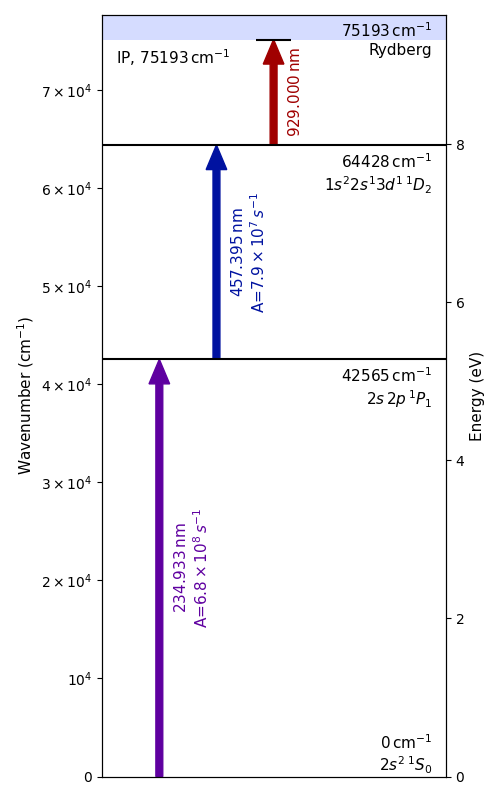 75193 cm⁻¹
Rydberg
IP, 75193 cm⁻¹
929.000 nm
64428 cm⁻¹
1s²2s¹3d¹ ¹D₂
457.395 nm
A=7.9 × 10⁷ s⁻¹
42565 cm⁻¹
2s 2p ¹P₁
234.933 nm
A=6.8 × 10⁸ s⁻¹
0 cm⁻¹
2s² ¹S₀
Wavenumber (cm⁻¹)
7 × 10⁴
6 × 10⁴
5 × 10⁴
4 × 10⁴
3 × 10⁴
2 × 10⁴
10⁴
0
Energy (eV)
8
6
4
2
0